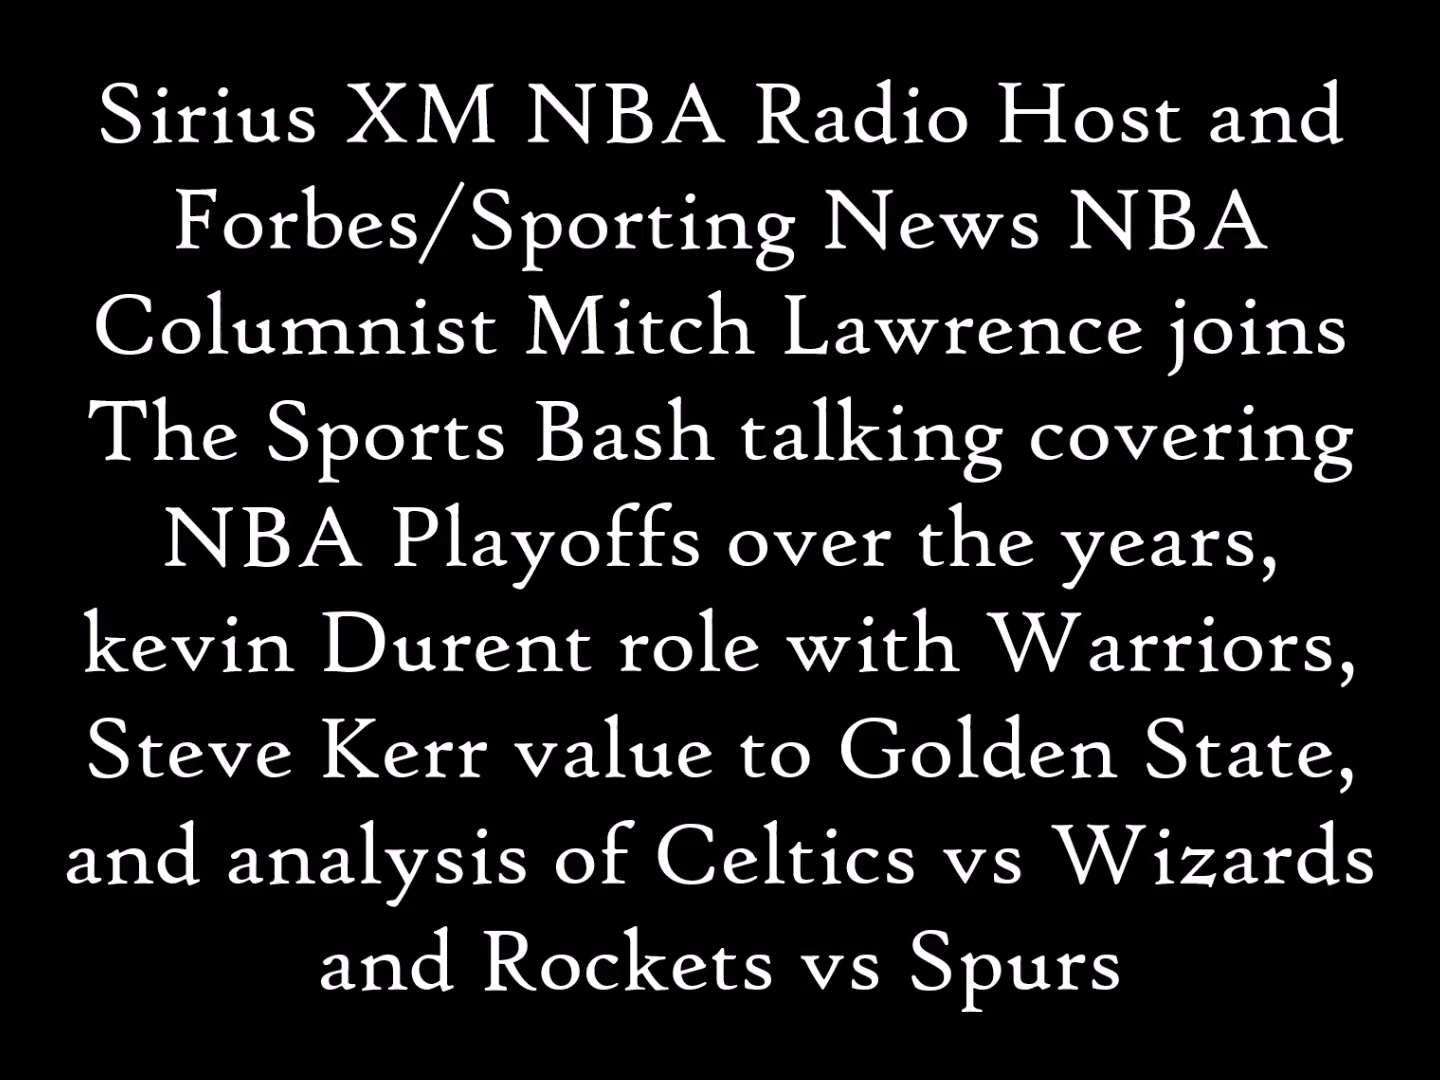 Sirius XM NBA Radio Host and
Forbes/Sporting News NBA
Columnist Mitch Lawrence joins
The Sports Bash talking covering
NBA Playoffs over the years,
kevin Durent role with Warriors,
Steve Kerr value to Golden State,
and analysis of Celtics vs Wizards
and Rockets vs Spurs